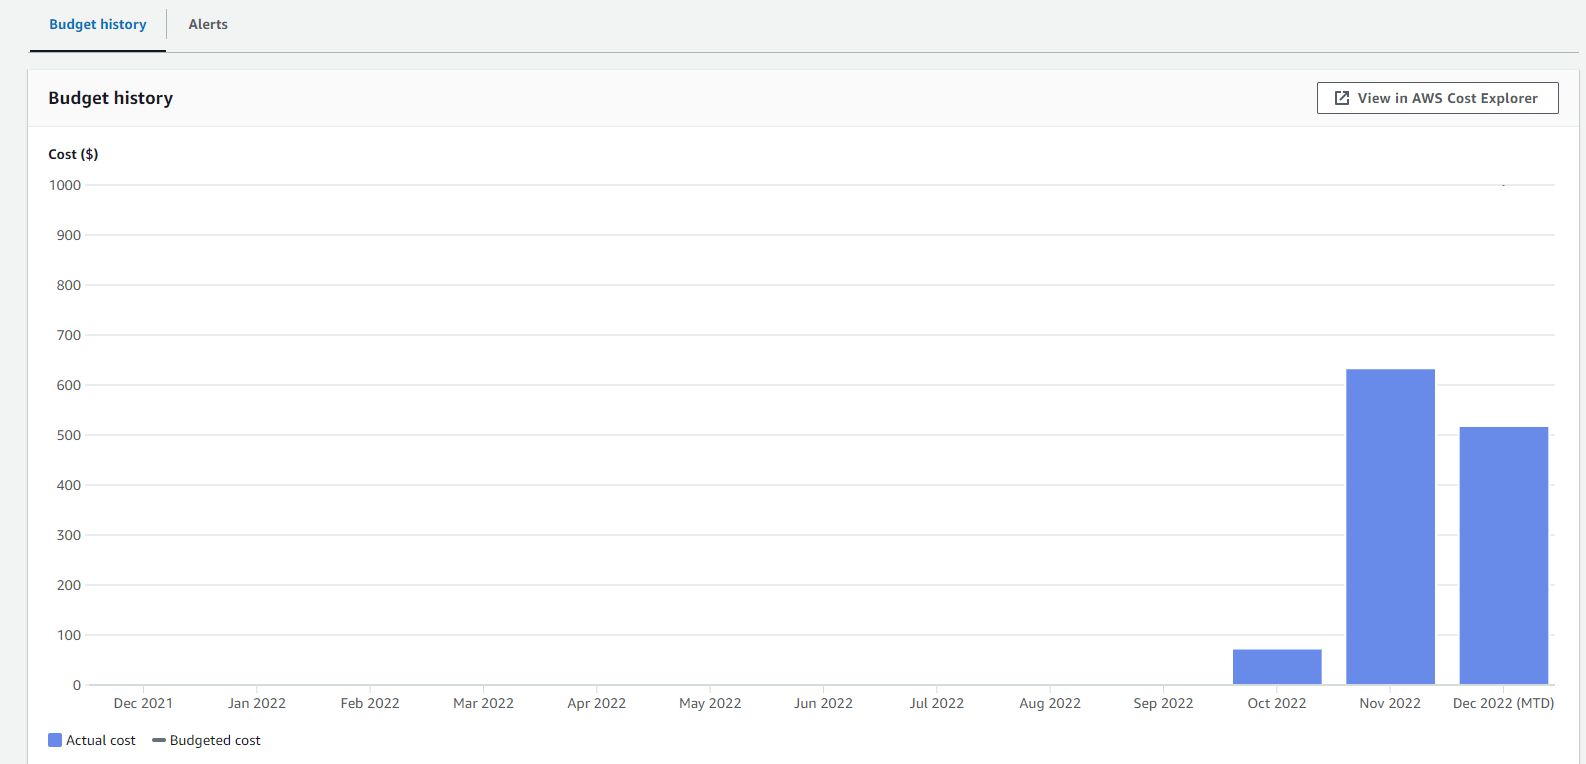 Budget history
Alerts
Budget history
View in AWS Cost Explorer
Cost ($)
1000
900
800
700
600
500
400
300
200
100
0
Dec 2021 Jan 2022 Feb 2022 Mar 2022 Apr 2022 May 2022 Jun 2022 Jul 2022 Aug 2022 Sep 2022 Oct 2022 Nov 2022 Dec 2022 (MTD)
Actual cost Budgeted cost